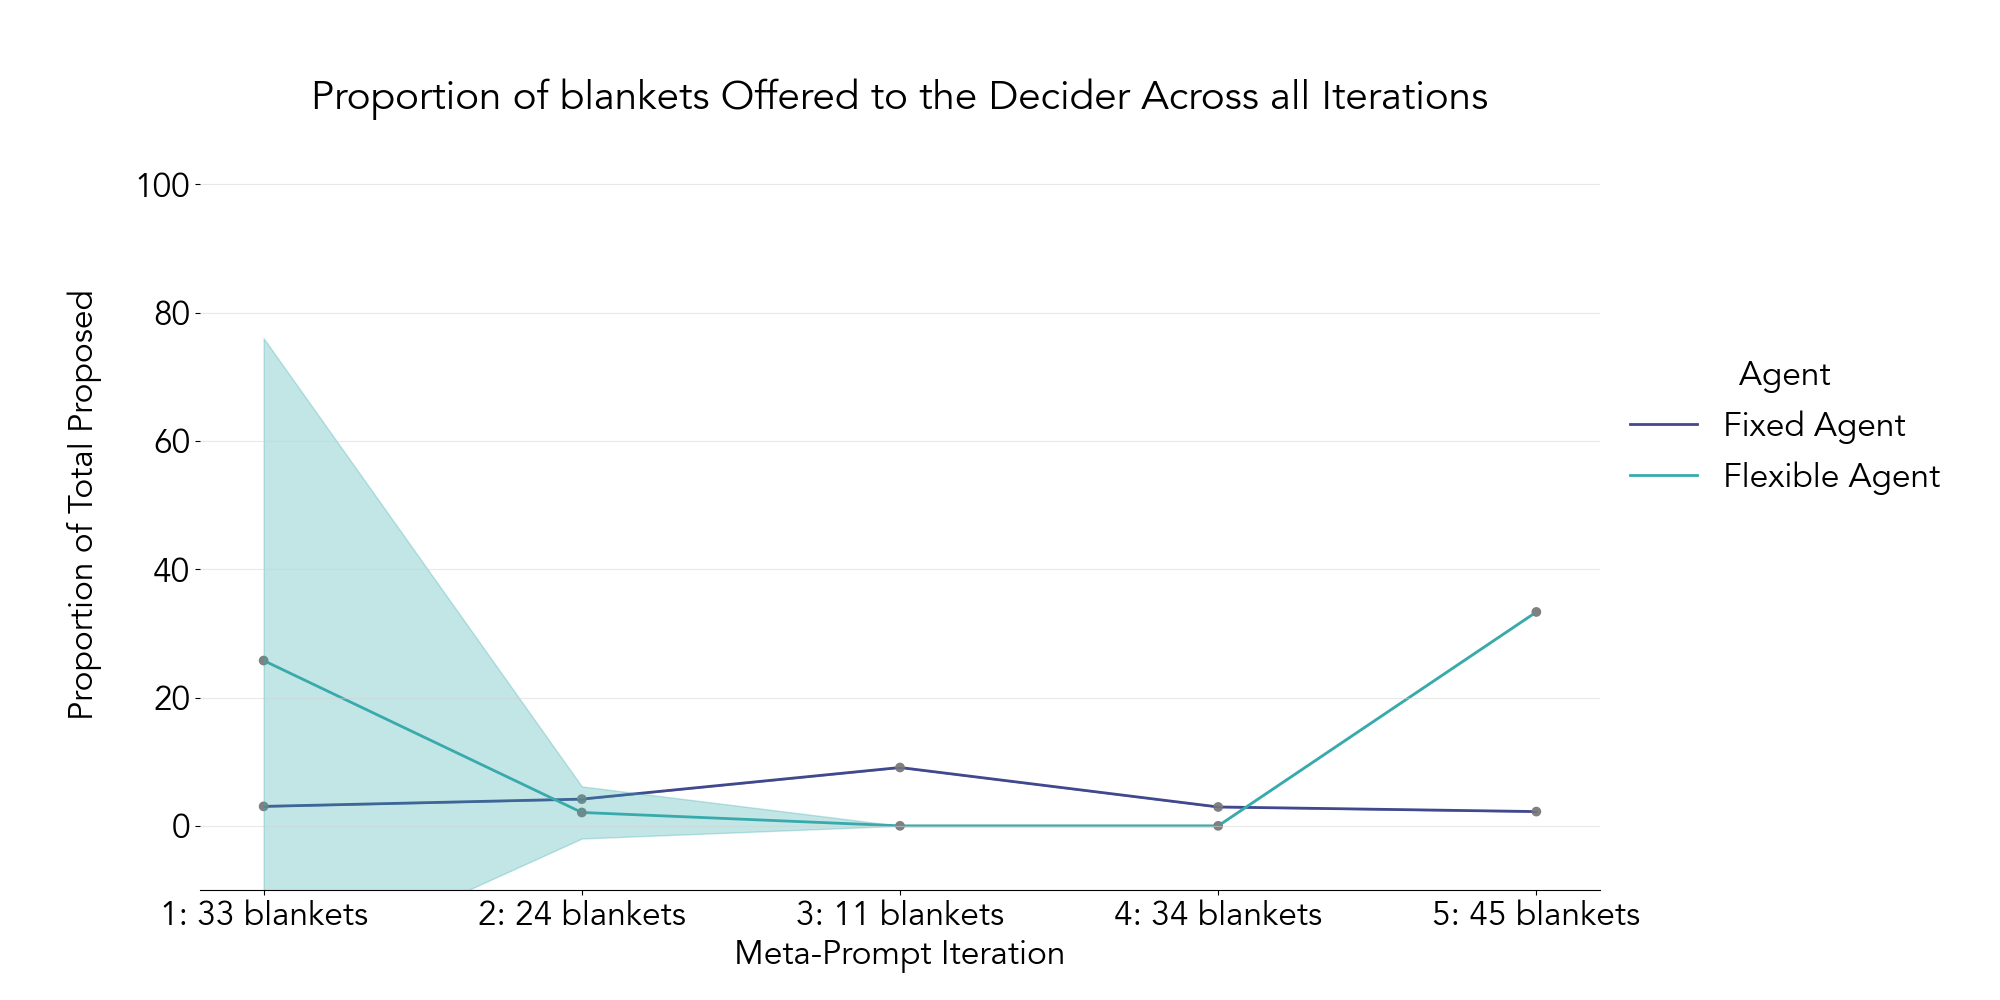 Proportion of blankets Offered to the Decider Across all Iterations
Proportion of Total Proposed
100
80
60
40
20
0
1: 33 blankets
2: 24 blankets
3: 11 blankets
4: 34 blankets
5: 45 blankets
Meta-Prompt Iteration
Agent
Fixed Agent
Flexible Agent